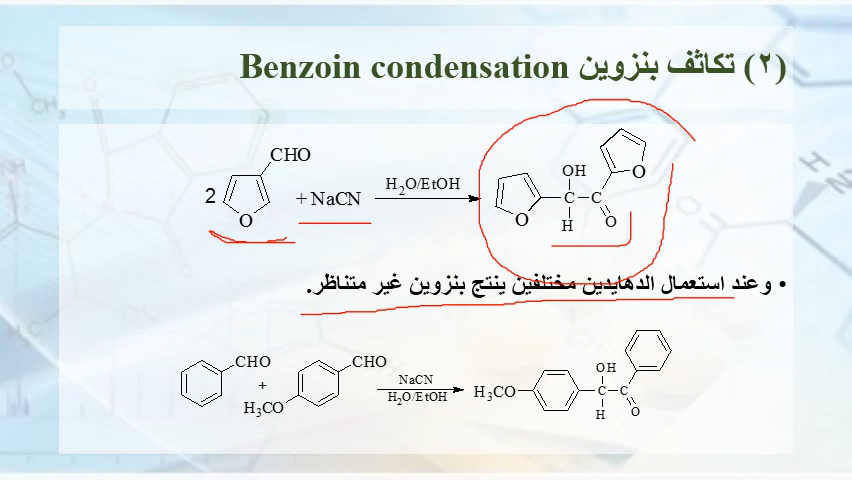 (٢) تكاثف بنزوين Benzoin condensation
CHO
2
O
+ NaCN
H2O/EtOH
OH
O
C
C
O
H
O
• وعند استعمال الدهايدين مختلفين ينتج بنزوين غير متناظر.
CHO
+
CHO
H3CO
NaCN
H2O/EtOH
H3CO
OH
C
C
H
O